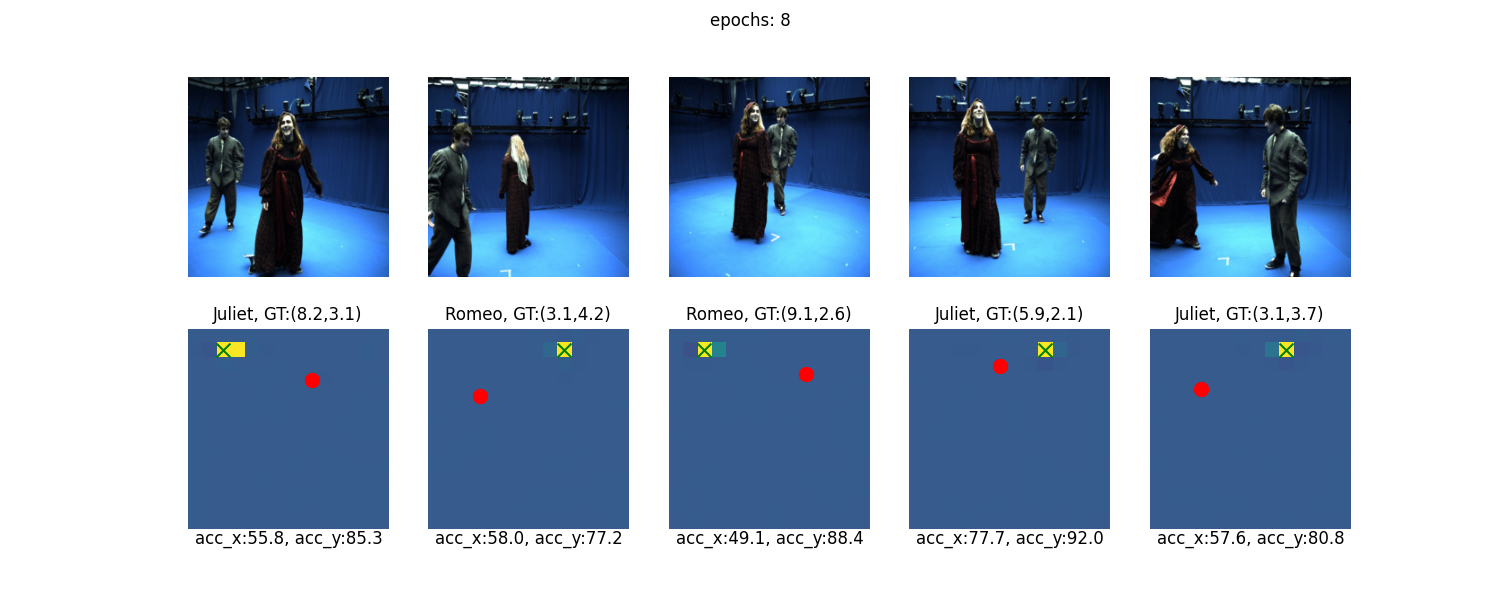 epochs: 8
Juliet, GT:(8.2,3.1)
Romeo, GT:(3.1,4.2)
Romeo, GT:(9.1,2.6)
Juliet, GT:(5.9,2.1)
Juliet, GT:(3.1,3.7)
acc_x:55.8, acc_y:85.3
acc_x:58.0, acc_y:77.2
acc_x:49.1, acc_y:88.4
acc_x:77.7, acc_y:92.0
acc_x:57.6, acc_y:80.8